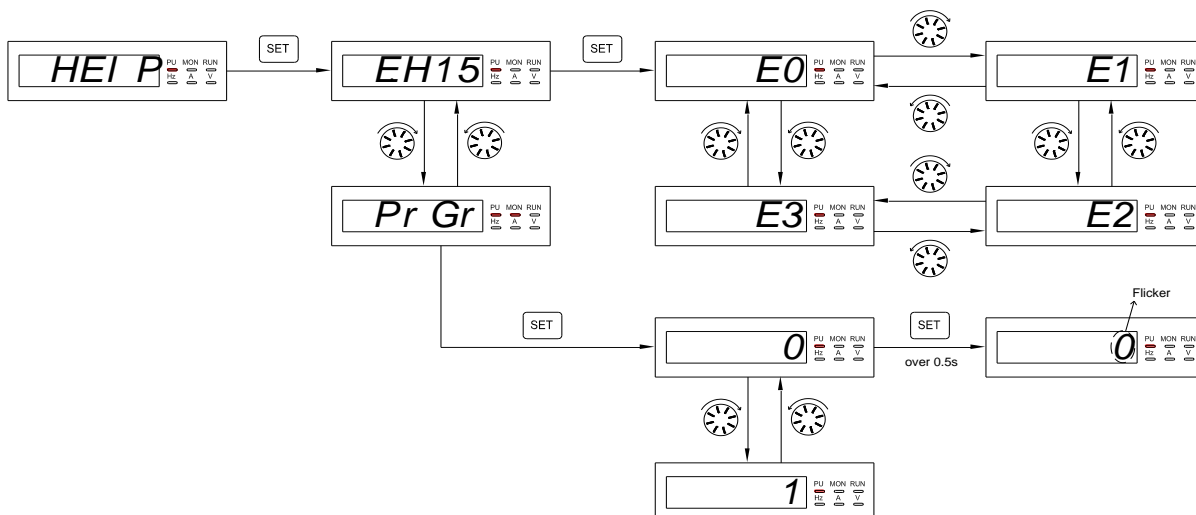 SET
SET
HEI P
PU MON RUN
Hz A V
EH15
PU MON RUN
Hz A V
E0
PU MON RUN
Hz A V
E1
PU MON RUN
Hz A V
Pr Gr
PU MON RUN
Hz A V
E3
PU MON RUN
Hz A V
E2
PU MON RUN
Hz A V
Flicker
SET
SET
over 0.5s
0
PU MON RUN
Hz A V
0
PU MON RUN
Hz A V
1
PU MON RUN
Hz A V